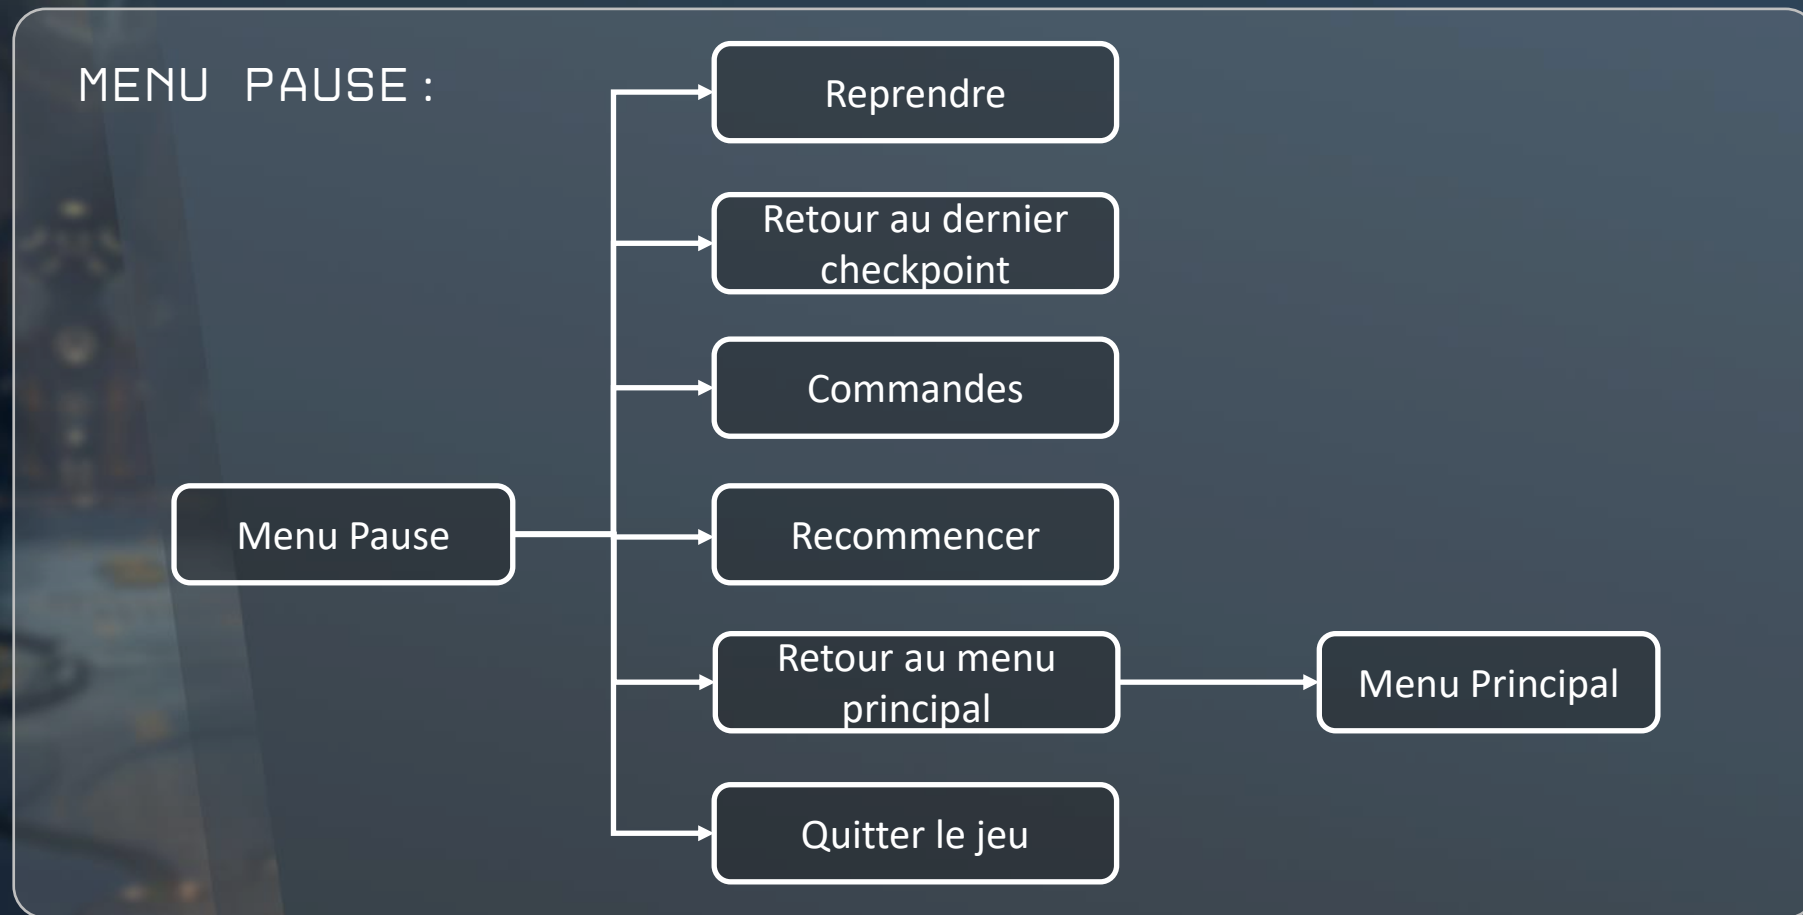 MENU PAUSE :
Reprendre
Retour au dernier
checkpoint
Commandes
Menu Pause
Recommencer
Retour au menu
principal
Menu Principal
Quitter le jeu